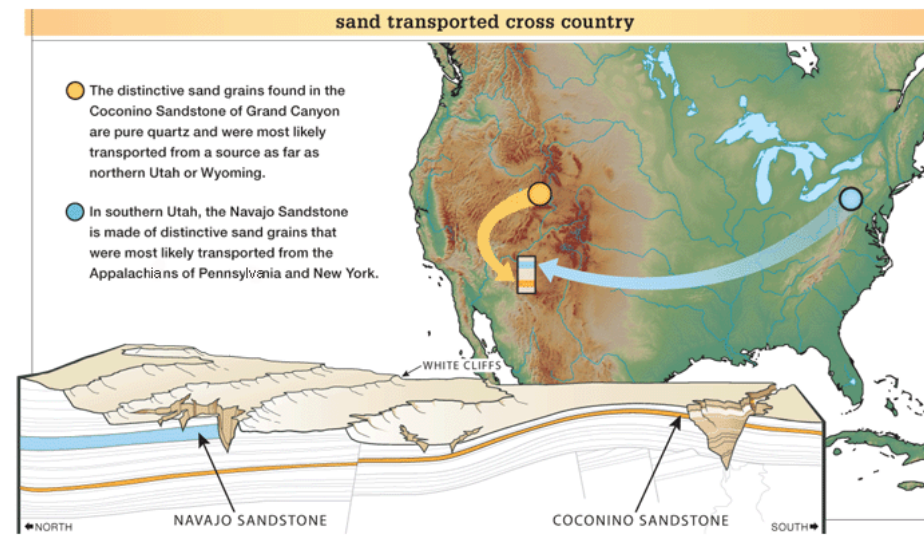 sand transported cross country
The distinctive sand grains found in the
Coconino Sandstone of Grand Canyon
are pure quartz and were most likely
transported from a source as far as
northern Utah or Wyoming.
In southern Utah, the Navajo Sandstone
is made of distinctive sand grains that
were most likely transported from the
Appalachians of Pennsylvania and New York.
WHITE CLIFFS
NAVAJO SANDSTONE
COCONINO SANDSTONE
NORTH
SOUTH